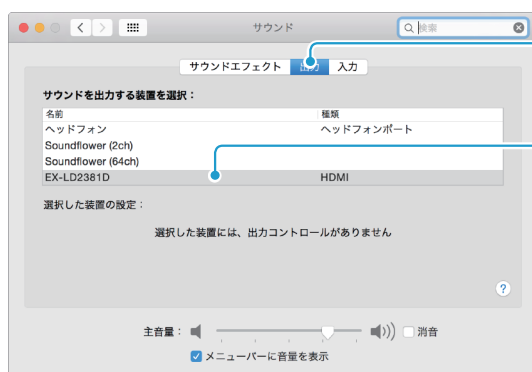 サウンド
検索
サウンドエフェクト 出力 入力
サウンドを出力する装置を選択：
名前 種類
ヘッドフォン ヘッドフォンポート
Soundflower (2ch)
Soundflower (64ch)
EX-LD2381D HDMI
選択した装置の設定：
選択した装置には、出力コントロールがありません
?
主音量： 消音
メニューバーに音量を表示